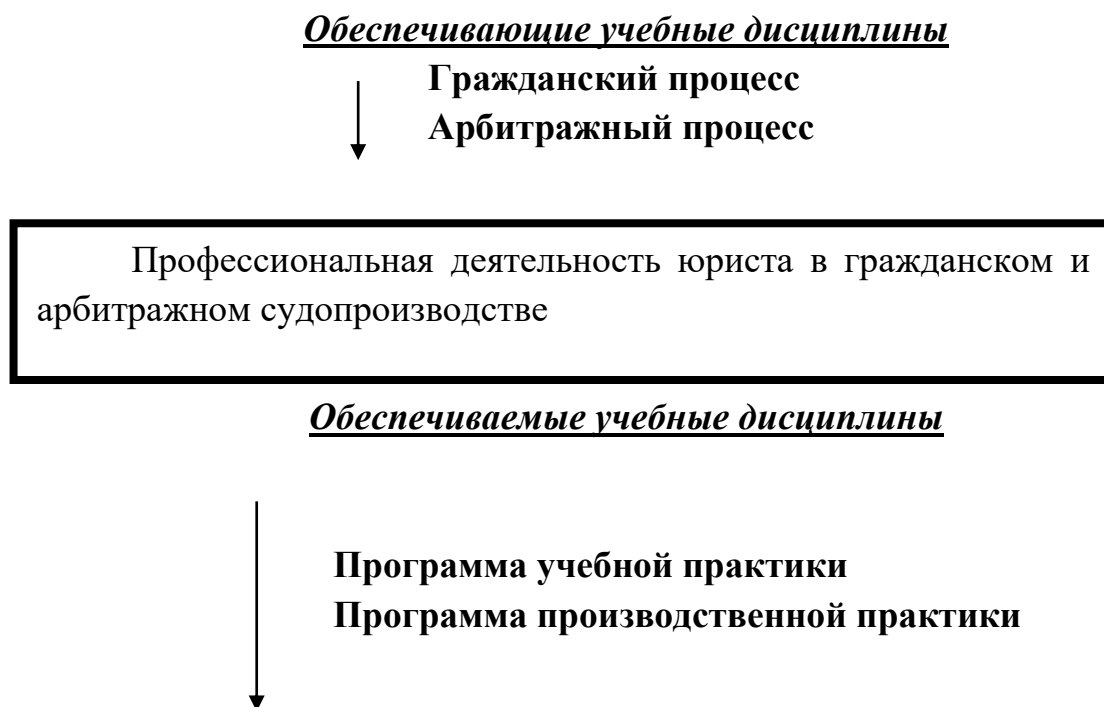 Обеспечивающие учебные дисциплины
Гражданский процесс
Арбитражный процесс
Профессиональная деятельность юриста в гражданском и
арбитражном судопроизводстве
Обеспечиваемые учебные дисциплины
Программа учебной практики
Программа производственной практики